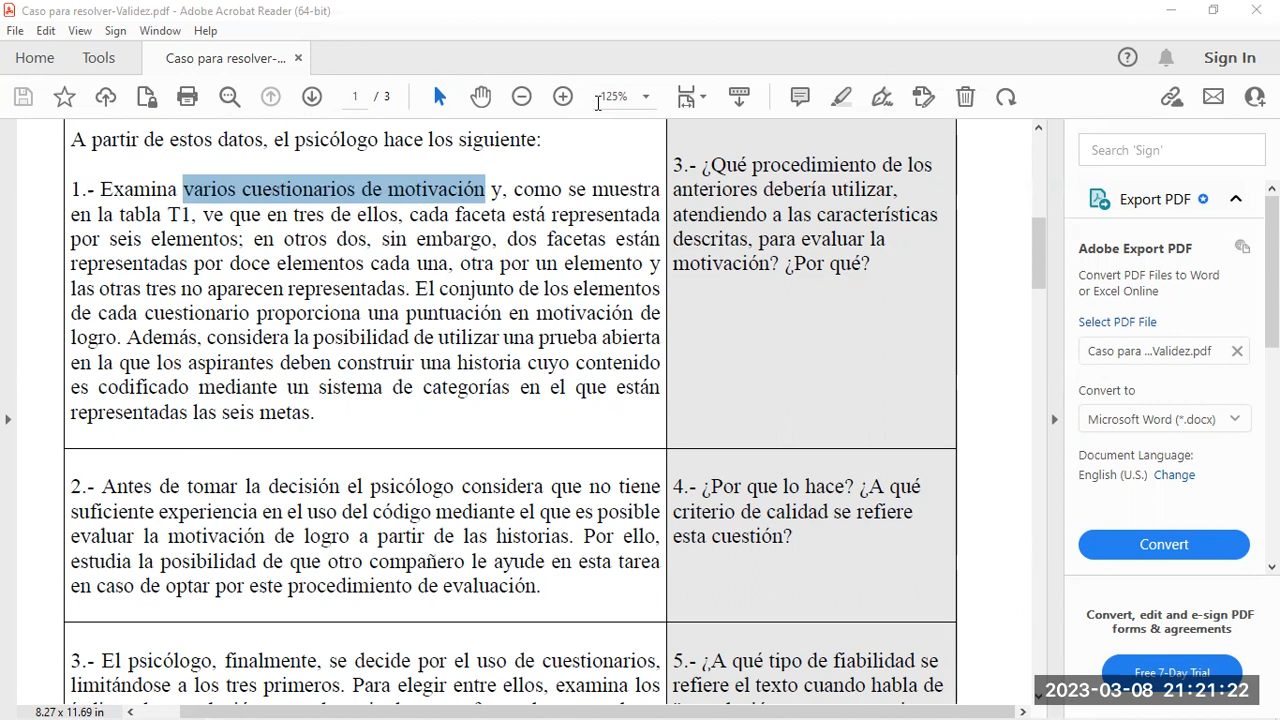 Caso para resolver-Validez.pdf - Adobe Acrobat Reader (64-bit)
File Edit View Sign Window Help
Home Tools Caso para resolver-... ×
Sign In
1 / 3
125%
A partir de estos datos, el psicólogo hace los siguiente:
1.- Examina varios cuestionarios de motivación y, como se muestra
en la tabla T1, ve que en tres de ellos, cada faceta está representada
por seis elementos; en otros dos, sin embargo, dos facetas están
representadas por doce elementos cada una, otra por un elemento y
las otras tres no aparecen representadas. El conjunto de los elementos
de cada cuestionario proporciona una puntuación en motivación de
logro. Además, considera la posibilidad de utilizar una prueba abierta
en la que los aspirantes deben construir una historia cuyo contenido
es codificado mediante un sistema de categorías en el que están
representadas las seis metas.
3.- ¿Qué procedimiento de los
anteriores debería utilizar,
atendiendo a las características
descritas, para evaluar la
motivación? ¿Por qué?
2.- Antes de tomar la decisión el psicólogo considera que no tiene
suficiente experiencia en el uso del código mediante el que es posible
evaluar la motivación de logro a partir de las historias. Por ello,
estudia la posibilidad de que otro compañero le ayude en esta tarea
en caso de optar por este procedimiento de evaluación.
4.- ¿Por que lo hace? ¿A qué
criterio de calidad se refiere
esta cuestión?
3.- El psicólogo, finalmente, se decide por el uso de cuestionarios,
limitándose a los tres primeros. Para elegir entre ellos, examina los
5.- ¿A qué tipo de fiabilidad se
refiere el texto cuando habla de
Search 'Sign'
Export PDF
Adobe Export PDF
Convert PDF Files to Word
or Excel Online
Select PDF File
Caso para ...Validez.pdf
Convert to
Microsoft Word (*.docx)
Document Language:
English (U.S.) Change
Convert
Convert, edit and e-sign PDF
forms & agreements
Free 7-Day Trial
2023-03-08 21:21:22
8.27 x 11.69 in